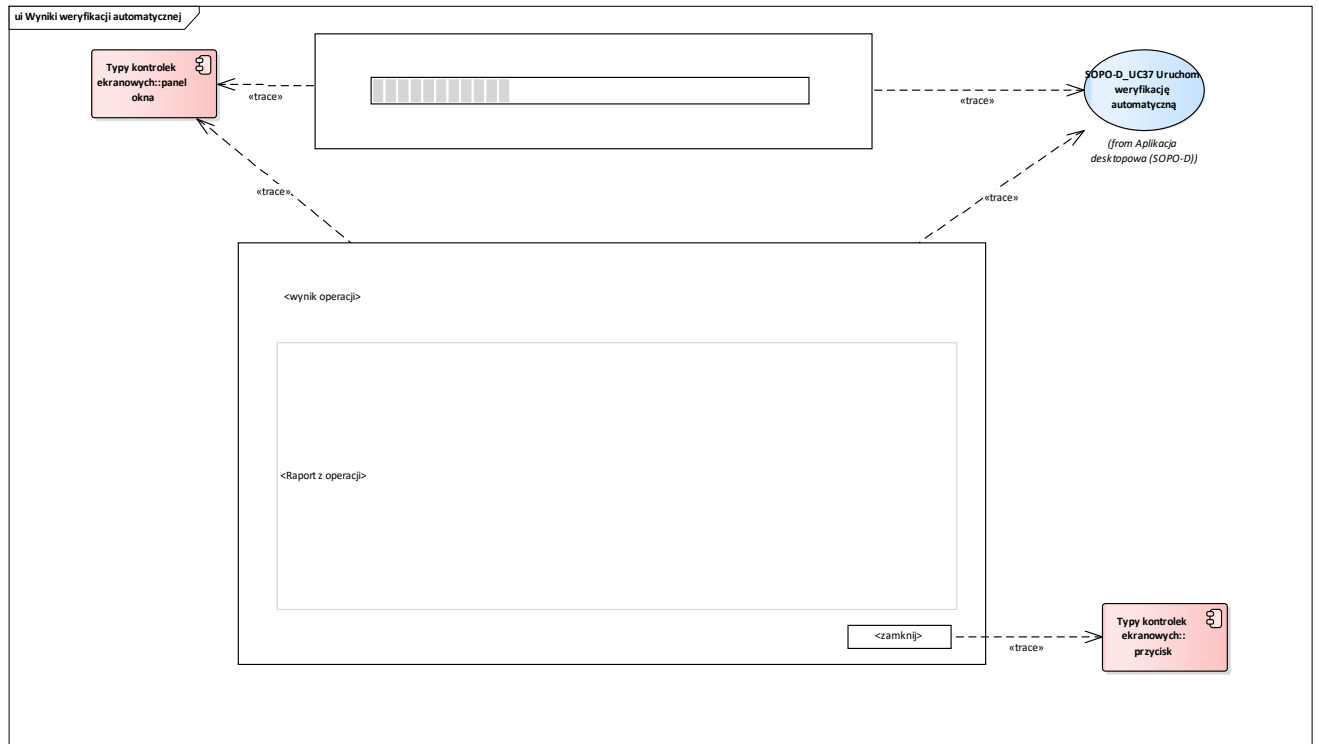 ui Wyniki weryfikacji automatycznej
Typy kontrolek
ekranowych::panel
okna
«trace»
«trace»
SOPO-D_UC37 Uruchom
weryfikację
automatyczną
(from Aplikacja
desktopowa (SOPO-D))
«trace»
«trace»
<wynik operacji>
<Raport z operacji>
<zamknij>
«trace»
Typy kontrolek
ekranowych::
przycisk